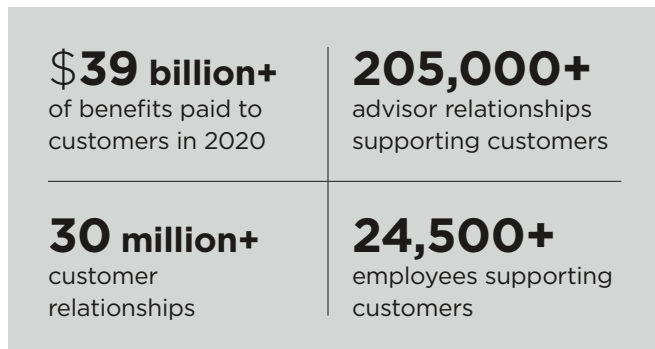 $39 billion+
of benefits paid to
customers in 2020
205,000+
advisor relationships
supporting customers
30 million+
customer
relationships
24,500+
employees supporting
customers